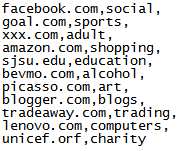 facebook.com,social,
goal.com,sports,
xxx.com,adult,
amazon.com,shopping,
sjsu.edu,education,
bevmo.com,alcohol,
picasso.com,art,
blogger.com,blogs,
tradeaway.com,trading,
lenovo.com,computers,
unicef.orf,charity